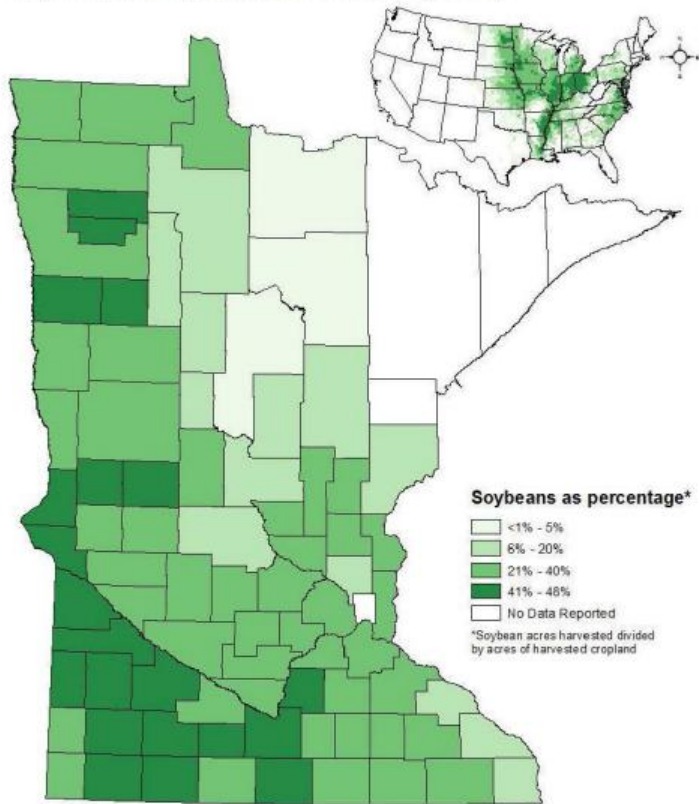 Soybeans as percentage*
<1% - 5%
6% - 20%
21% - 40%
41% - 48%
No Data Reported
*Soybean acres harvested divided
by acres of harvested cropland